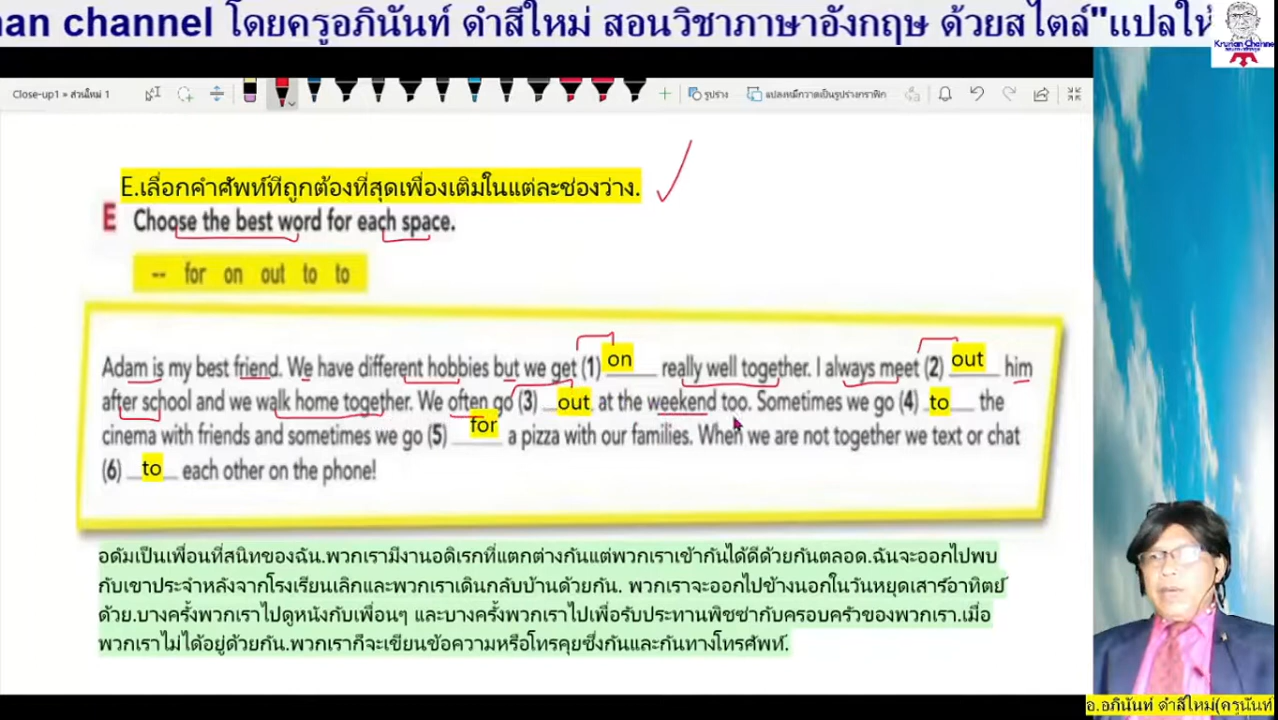 an channel โดยครูอภินันท์ ดำสีใหม่ สอนวิชาภาษาอังกฤษ ด้วยสไตล์"แปลให้
Krunan Channel
Close-up1 » ส่วนใหม่ 1
รูปร่าง
แปลงหมึกวาดเป็นรูปร่างกราฟิก
E.เลือกคำศัพท์ที่ถูกต้องที่สุดเพื่องเติมในแต่ละช่องว่าง.
E Choose the best word for each space.
-- for on out to to
Adam is my best friend. We have different hobbies but we get (1) on really well together. I always meet (2) out him
after school and we walk home together. We often go (3) out at the weekend too. Sometimes we go (4) to the
cinema with friends and sometimes we go (5) for a pizza with our families. When we are not together we text or chat
(6) to each other on the phone!
อดัมเป็นเพื่อนที่สนิทของฉัน.พวกเรามีงานอดิเรกที่แตกต่างกันแต่พวกเราเข้ากันได้ดีด้วยกันตลอด.ฉันจะออกไปพบ
กับเขาประจำหลังจากโรงเรียนเลิกและพวกเราเดินกลับบ้านด้วยกัน. พวกเราจะออกไปข้างนอกในวันหยุดเสาร์อาทิตย์
ด้วย.บางครั้งพวกเราไปดูหนังกับเพื่อนๆ และบางครั้งพวกเราไปเพื่อรับประทานพิซซ่ากับครอบครัวของพวกเรา.เมื่อ
พวกเราไม่ได้อยู่ด้วยกัน.พวกเราก็จะเขียนข้อความหรือโทรคุยซึ่งกันและกันทางโทรศัพท์.
อ.อภินันท์ ดำสีใหม่(ครูนันท์